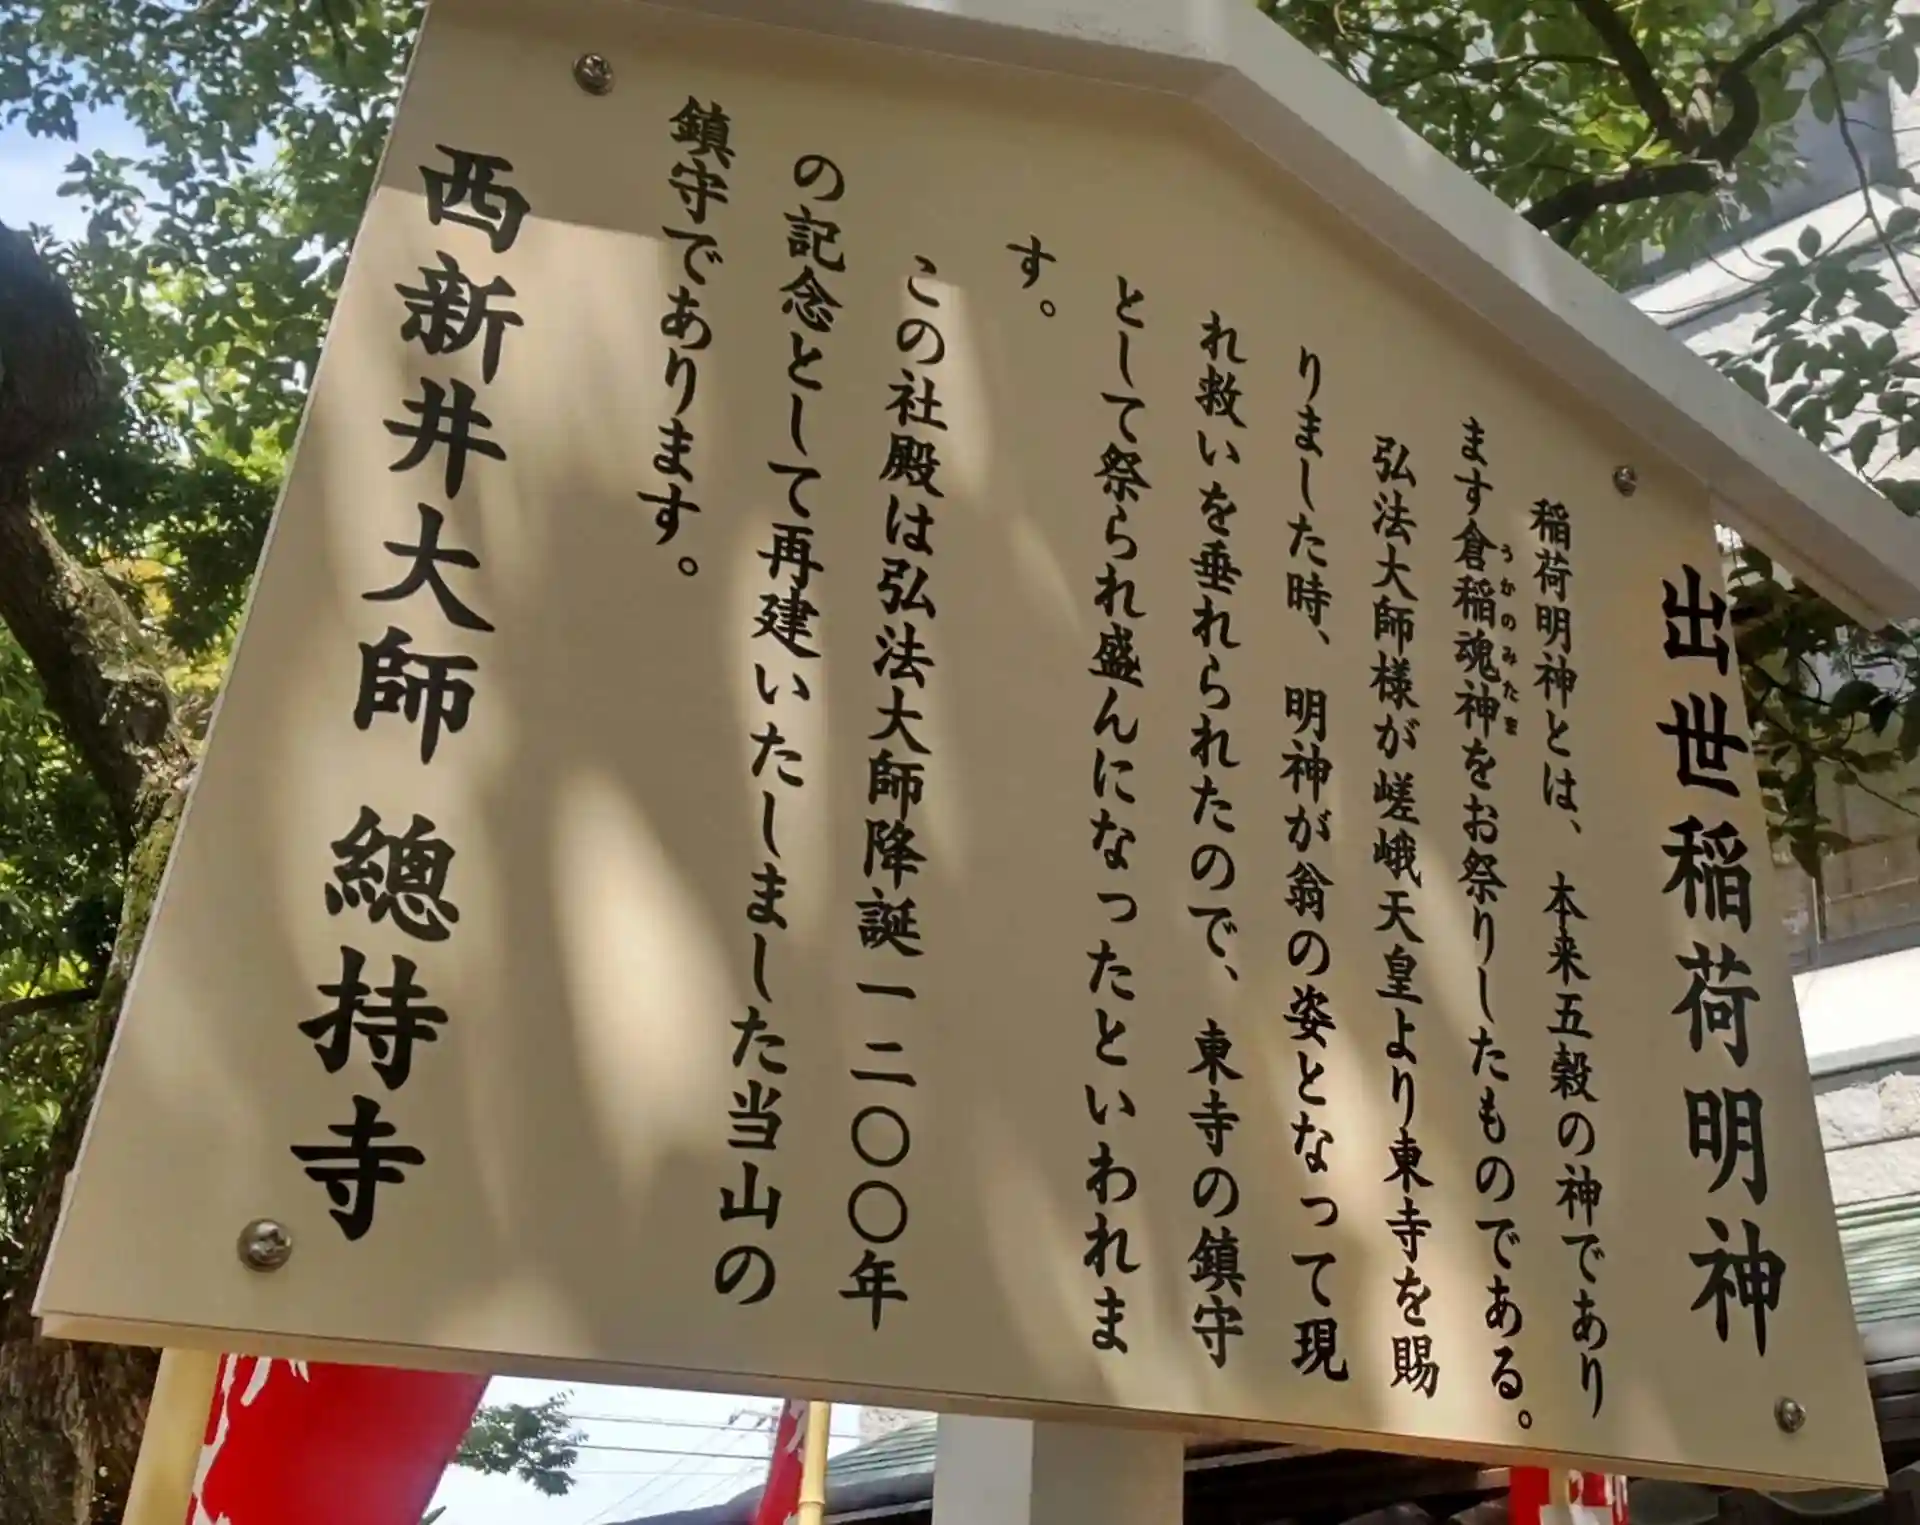 出世稲荷明神
稲荷明神とは、本来五穀の神であり
ます倉稲魂神をお祭りしたものである。
うかのみたま
弘法大師様が嵯峨天皇より東寺を賜
りました時、明神が翁の姿となって現
れ救いを垂れられたので、東寺の鎮守
として祭られ盛んになったといわれま
す。
この社殿は弘法大師降誕一二〇〇年
の記念として再建いたしました当山の
鎮守であります。
西新井大師 總持寺